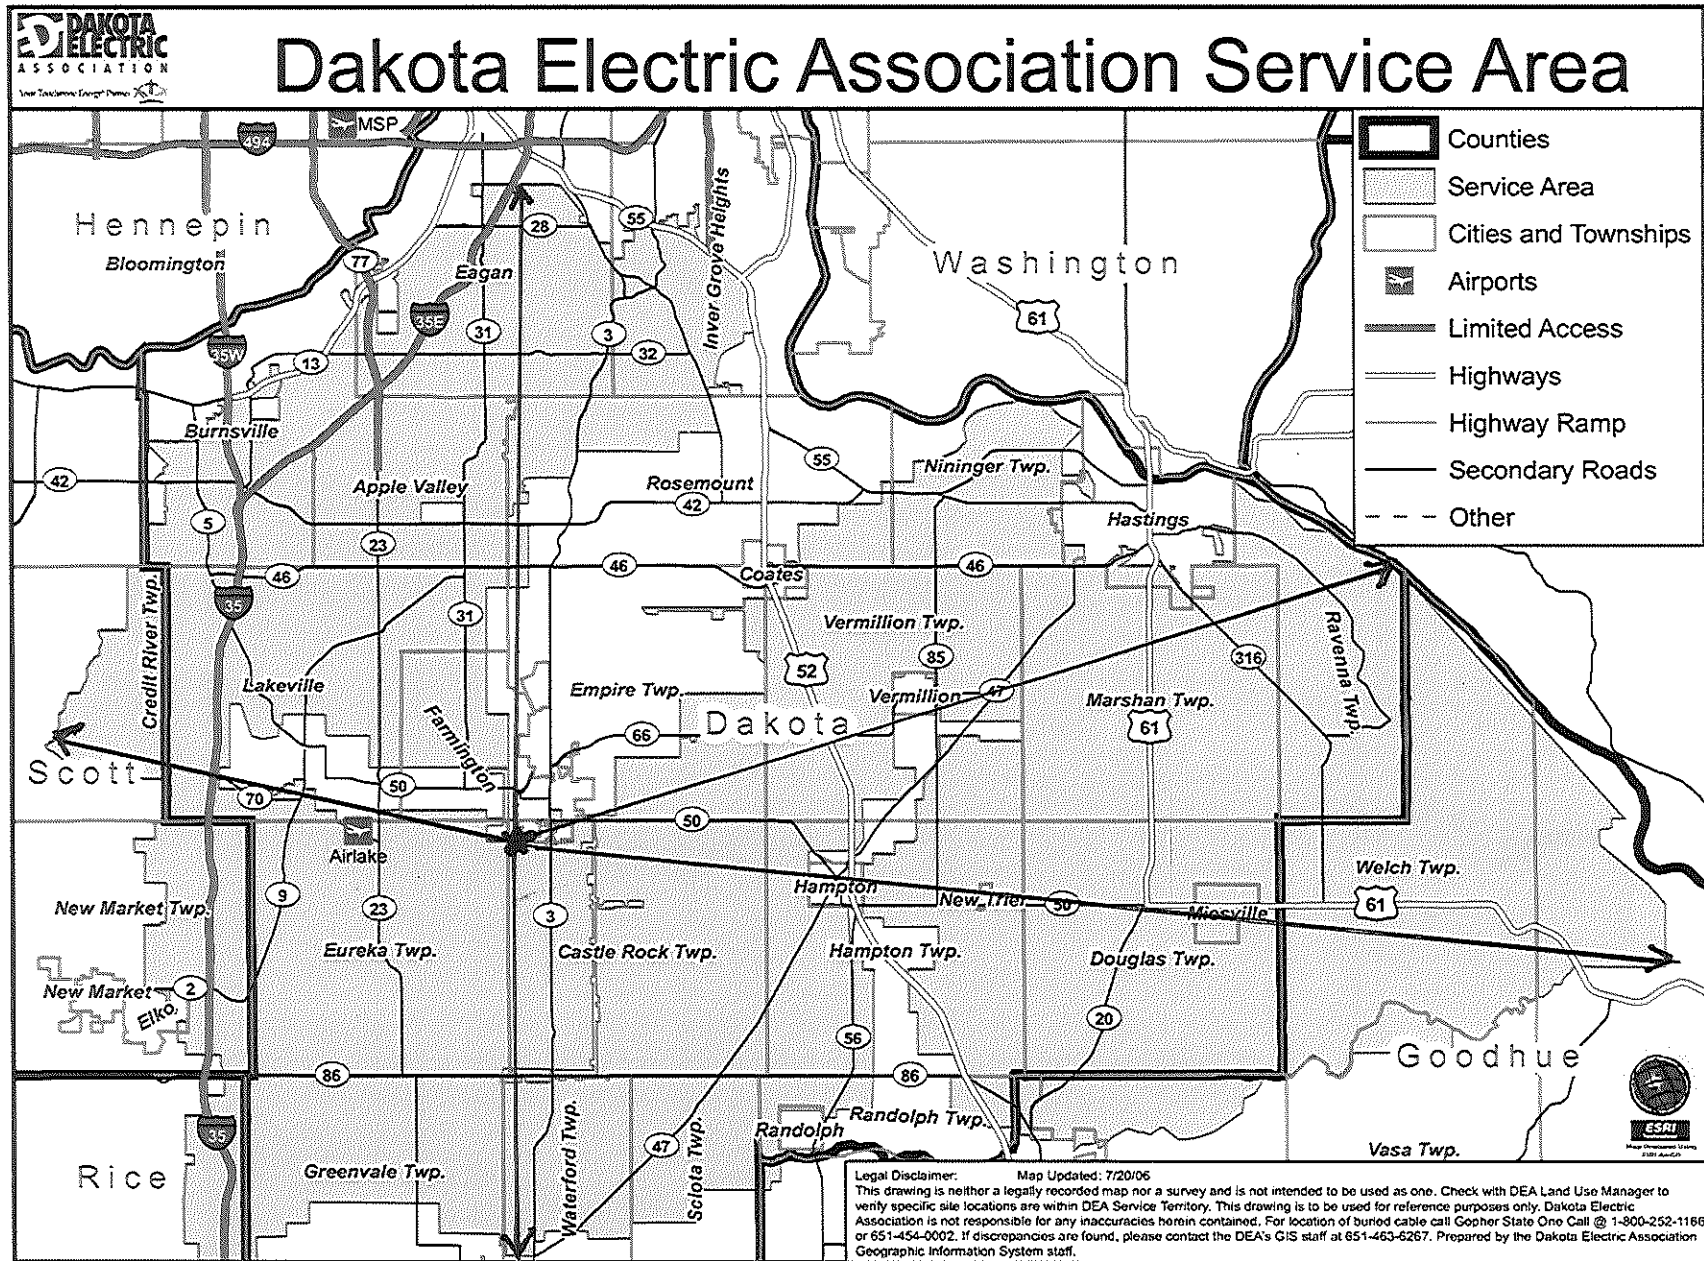 DAKOTA
ELECTRIC
ASSOCIATION
Your Touchstone Energy® Partner
Dakota Electric Association Service Area
Counties
Service Area
Cities and Townships
Airports
Limited Access
Highways
Highway Ramp
Secondary Roads
Other
MSP
494
Hennepin
Bloomington
77
Eagan
28
55
Inver Grove Heights
Washington
61
35E
31
3
32
35W
13
Burnsville
42
Apple Valley
Rosemount
42
55
Nininger Twp.
Hastings
5
23
46
46
Coates
46
35
31
Credit River Twp.
Vermillion Twp.
85
316
Ravenna Twp.
52
Lakeville
Farmington
Empire Twp.
Vermillion
47
Marshan Twp.
61
66
Dakota
Scott
70
50
50
Airlake
Welch Twp.
New Market Twp.
9
23
3
Hampton
New Trier
50
Miesville
61
Eureka Twp.
Castle Rock Twp.
Hampton Twp.
Douglas Twp.
New Market
2
Elko
20
56
Goodhue
86
86
35
Randolph Twp.
Randolph
47
Rice
Greenvale Twp.
Waterford Twp.
Sciota Twp.
Vasa Twp.
ESRI
Legal Disclaimer: Map Updated: 7/20/06
This drawing is neither a legally recorded map nor a survey and is not intended to be used as one. Check with DEA Land Use Manager to
verify specific site locations are within DEA Service Territory. This drawing is to be used for reference purposes only. Dakota Electric
Association is not responsible for any inaccuracies herein contained. For location of buried cable call Gopher State One Call @ 1-800-252-1166
or 651-454-0002. If discrepancies are found, please contact the DEA's GIS staff at 651-463-6267. Prepared by the Dakota Electric Association
Geographic Information System staff.